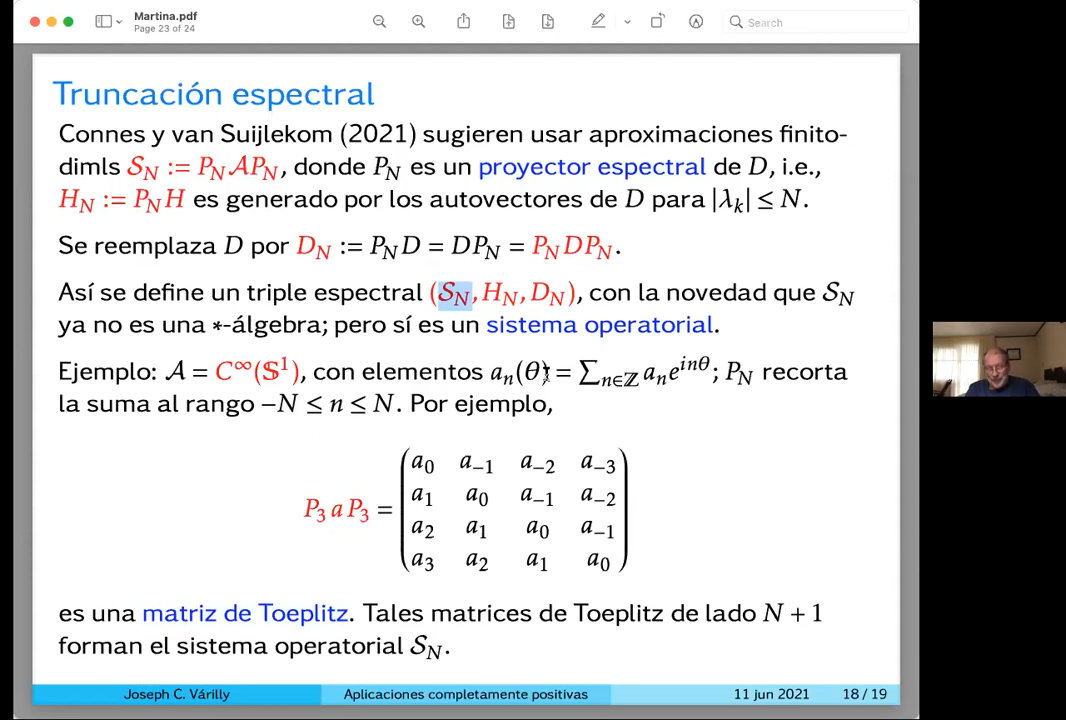 Martina.pdf
Page 23 of 24
Search
Truncación espectral
Connes y van Suijlekom (2021) sugieren usar aproximaciones finito-
dimls 𝒮_N := P_N 𝒜P_N, donde P_N es un proyector espectral de D, i.e.,
H_N := P_N H es generado por los autovectores de D para |λ_k| ≤ N.
Se reemplaza D por D_N := P_N D = DP_N = P_N DP_N.
Así se define un triple espectral (𝒮_N, H_N, D_N), con la novedad que 𝒮_N
ya no es una *-álgebra; pero sí es un sistema operatorial.
Ejemplo: 𝒜 = C^∞(𝕊^1), con elementos a_n(θ) = ∑_{n∈ℤ} a_n e^{inθ}; P_N recorta
la suma al rango −N ≤ n ≤ N. Por ejemplo,
a_0 a_{−1} a_{−2} a_{−3}
a_1 a_0 a_{−1} a_{−2}
P_3 a P_3 =
a_2 a_1 a_0 a_{−1}
a_3 a_2 a_1 a_0
es una matriz de Toeplitz. Tales matrices de Toeplitz de lado N + 1
forman el sistema operatorial 𝒮_N.
Joseph C. Várilly Aplicaciones completamente positivas 11 jun 2021 18 / 19